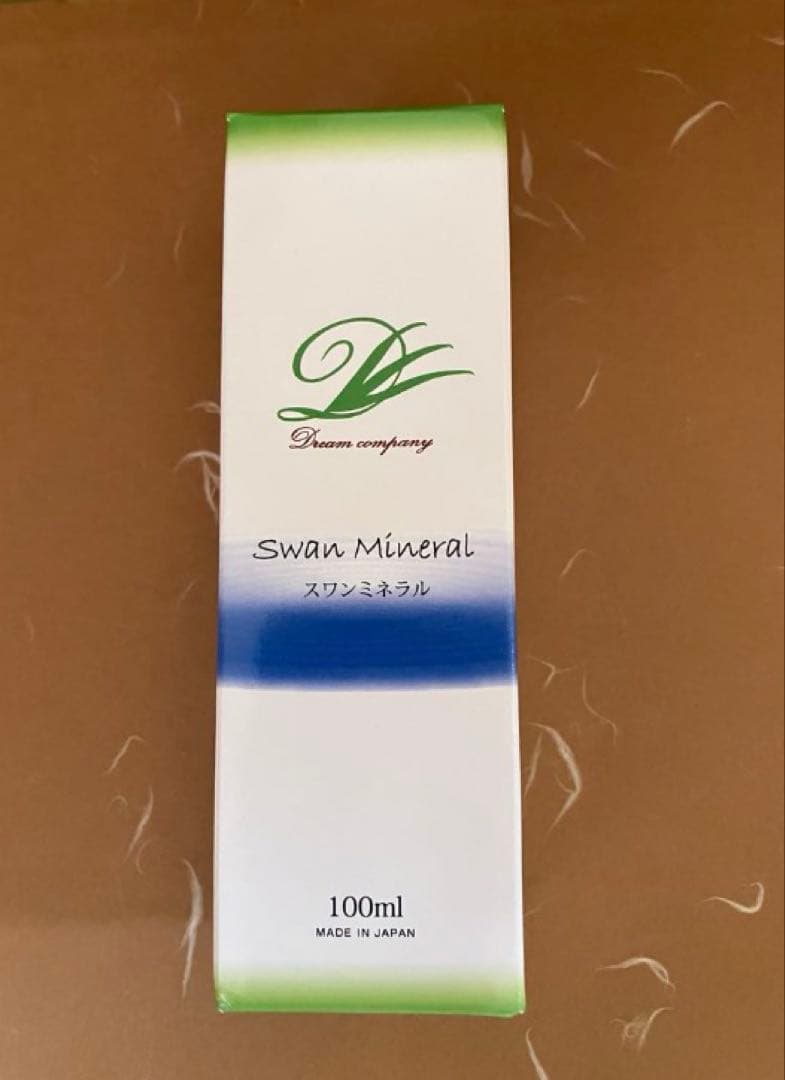 Dream company
Swan Mineral
スワンミネラル
100ml
MADE IN JAPAN